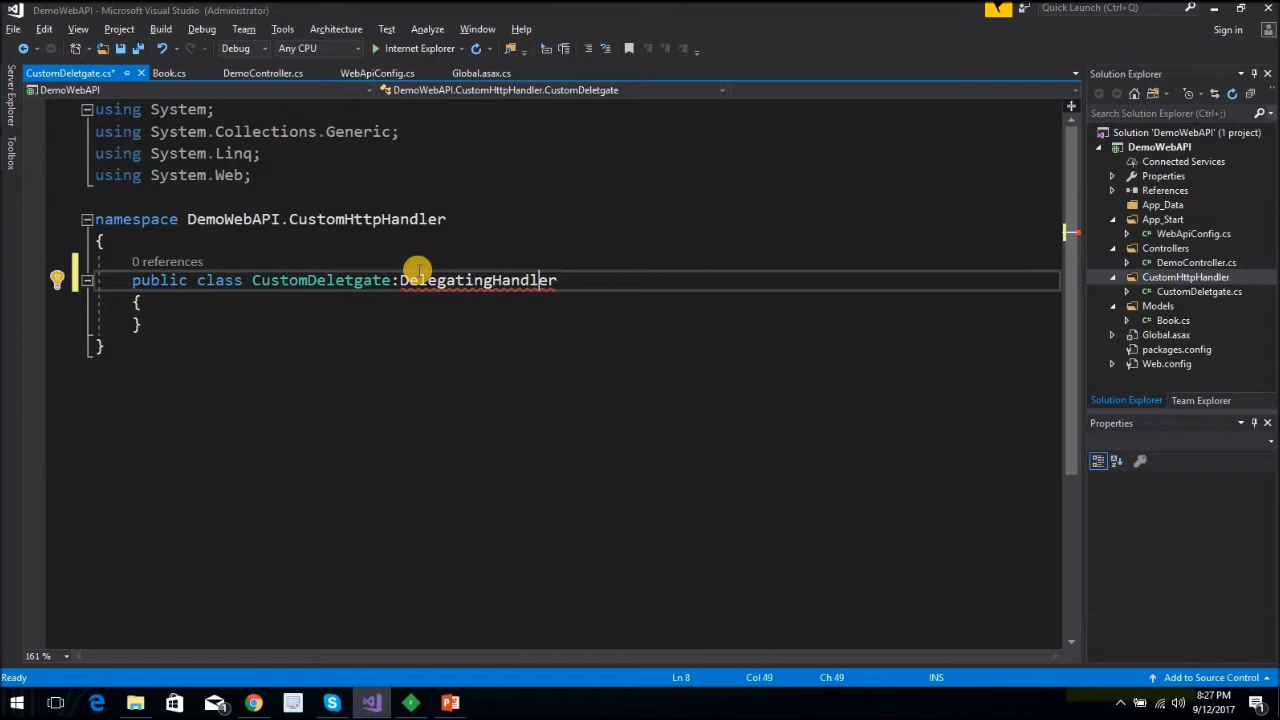 DemoWebAPI - Microsoft Visual Studio (Administrator)
Quick Launch (Ctrl+Q)
File Edit View Project Build Debug Team Tools Architecture Test Analyze Window Help
Sign in
Debug Any CPU Internet Explorer
CustomDeletgate.cs* Book.cs DemoController.cs WebApiConfig.cs Global.asax.cs
DemoWebAPI DemoWebAPI.CustomHttpHandler.CustomDeletgate
Server Explorer
Toolbox
using System;
using System.Collections.Generic;
using System.Linq;
using System.Web;
namespace DemoWebAPI.CustomHttpHandler
{
0 references
public class CustomDeletgate:DelegatingHandler
{
}
}
161 %
Solution Explorer
Search Solution Explorer (Ctrl+;)
Solution 'DemoWebAPI' (1 project)
DemoWebAPI
Connected Services
Properties
References
App_Data
App_Start
WebApiConfig.cs
Controllers
DemoController.cs
CustomHttpHandler
CustomDeletgate.cs
Models
Book.cs
Global.asax
packages.config
Web.config
Solution Explorer Team Explorer
Properties
Ready Ln 8 Col 49 Ch 49 INS Add to Source Control
8:27 PM
9/12/2017